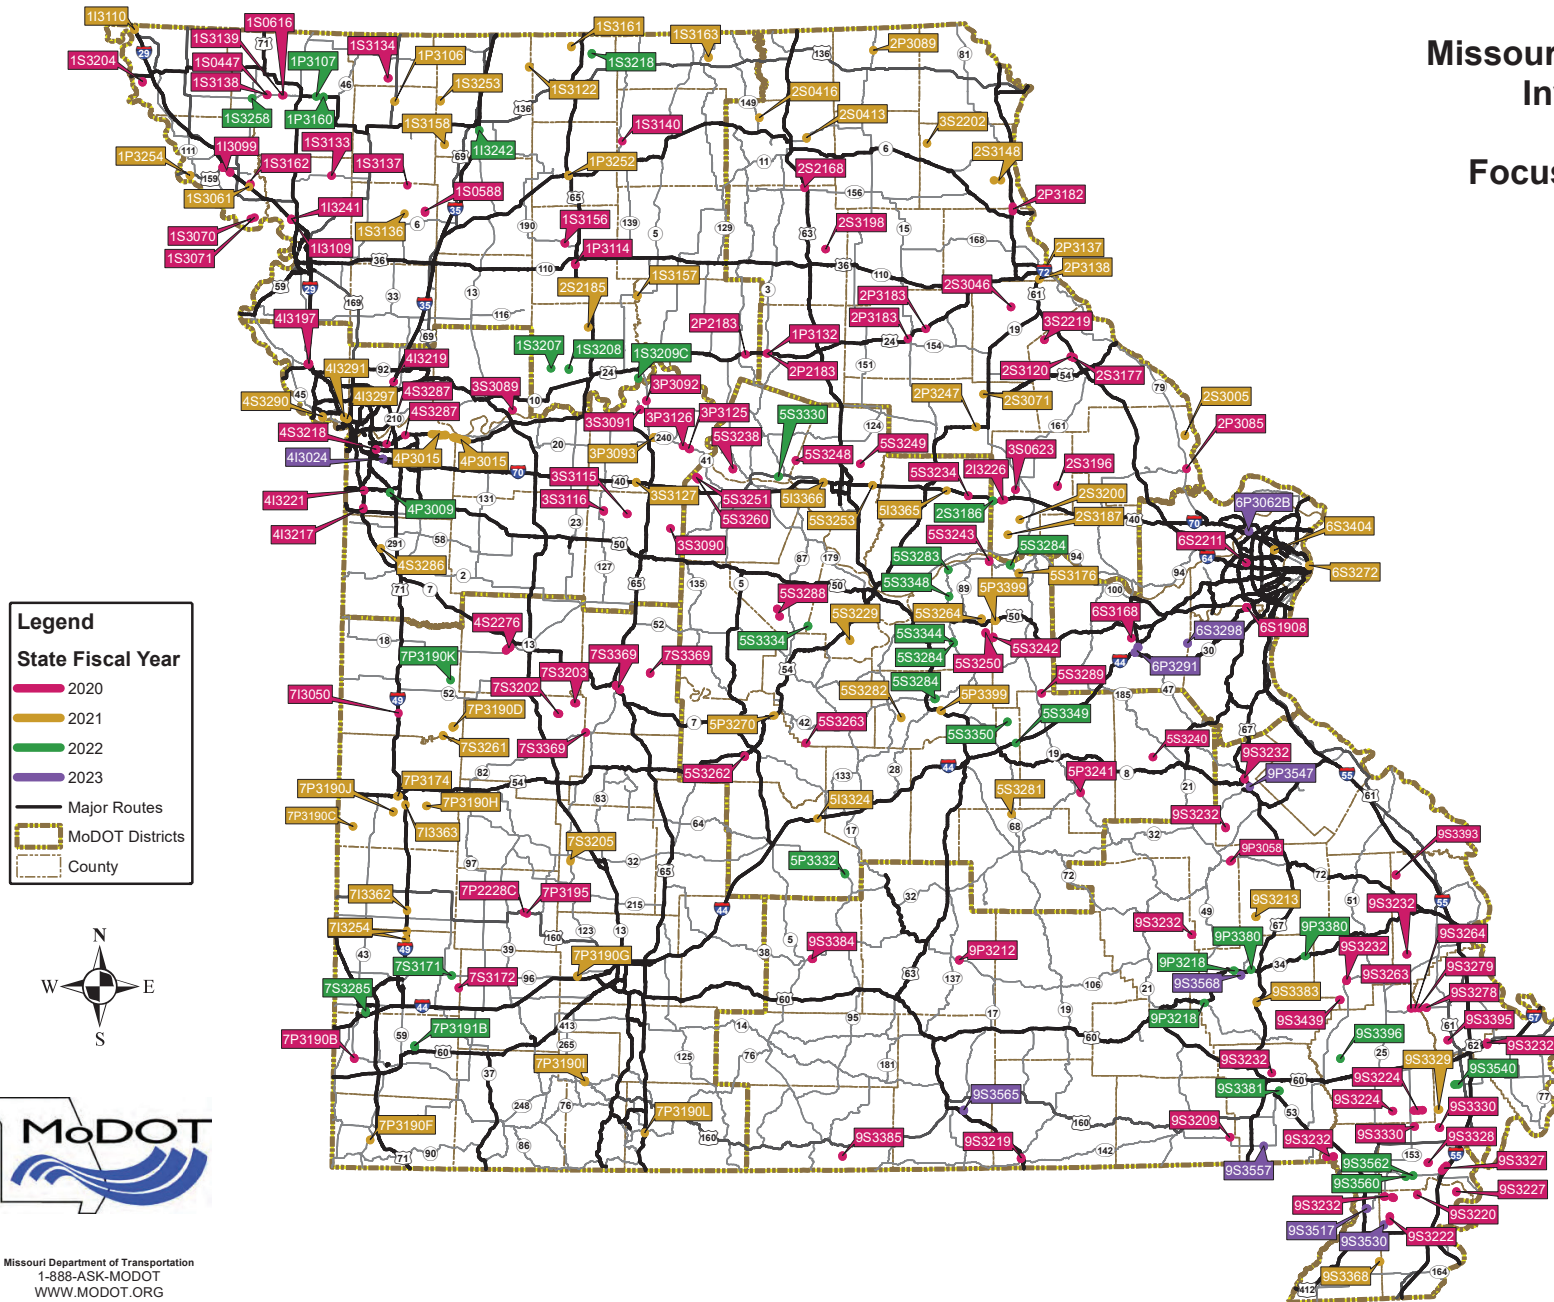 Missour
In
Focus
1I3110
1S0616
1S3139
1S3134
1S3204
1S0447
1P3107
1S3138
1P3106
1S3253
1S3258
1P3160
1S3161
1S3163
1S3218
1S3122
2P3089
2S0416
2S0413
3S2202
1S3158
1S3140
1I3099
1S3133
1P3254
1S3162
1S3137
1I3242
1P3252
2S3148
2S2168
1S3061
1S0588
2P3182
1I3241
1S3136
1S3070
1S3156
2S3198
1S3071
1I3109
1P3114
2P3137
2P3138
1S3157
2S2185
2P3183
2S3046
4I3197
2P3183
2P2183
1P3132
3S2219
1S3207
1S3208
1S3209C
4I3219
2P2183
2S3120
2S3177
4I3291
4S3287
3S3089
3P3092
4I3297
4S3290
4S3287
3S3091
3P3126
3P3125
5S3330
2P3247
2S3071
2S3005
4S3218
2P3085
4I3024
4P3015
4P3015
3P3093
5S3238
5S3248
5S3249
3S0623
5S3234
2I3226
2S3196
3S3115
4I3221
3S3116
3S3127
5S3251
5I3366
5I3365
2S3200
4P3009
5S3260
5S3253
2S3186
2S3187
6P3062B
4I3217
3S3090
5S3243
5S3284
6S2211
6S3404
5S3283
4S3286
5S3176
6S3272
5S3348
5P3399
5S3288
5S3264
5S3229
6S3168
4S2276
5S3334
5S3344
6S3298
6S1908
5S3242
7P3190K
7S3369
7S3369
5S3284
5S3250
7S3203
6P3291
7S3202
5S3284
5S3289
7I3050
5S3282
5P3399
7P3190D
5P3270
5S3263
5S3349
5S3350
7S3261
7S3369
5S3240
5S3262
9S3232
5P3241
9P3547
7P3190J
7P3174
7P3190H
7P3190C
7I3363
5I3324
5S3281
9S3232
7S3205
9S3393
9P3058
5P3332
7I3362
7P2228C
7P3195
9S3232
9S3213
9S3232
7I3254
9P3380
9P3380
9S3264
9S3384
9P3212
9S3232
7P3190G
9P3218
9S3279
7S3171
7S3172
9S3568
9S3263
7S3285
9S3383
9S3278
9P3218
9S3439
9S3395
7P3190B
7P3191B
9S3396
9S3232
9S3232
9S3329
9S3540
7P3190I
9S3381
9S3224
9S3565
9S3224
7P3190L
9S3330
9S3209
7P3190F
9S3385
9S3219
9S3232
9S3330
9S3328
9S3562
9S3327
9S3557
9S3560
9S3232
9S3227
9S3220
9S3517
9S3530
9S3222
9S3368
Legend
State Fiscal Year
2020
2021
2022
2023
Major Routes
MoDOT Districts
County
N
W E
S
MoDOT
Missouri Department of Transportation
1-888-ASK-MODOT
WWW.MODOT.ORG